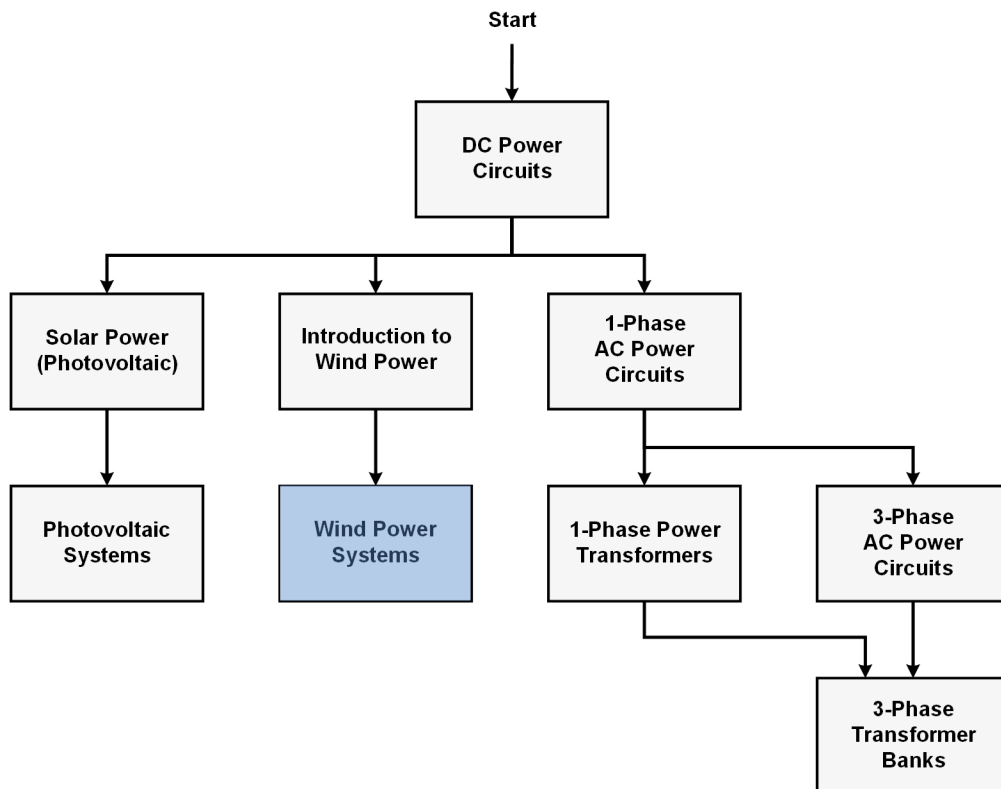 Start
DC Power
Circuits
Solar Power
(Photovoltaic)
Introduction to
Wind Power
1-Phase
AC Power
Circuits
Photovoltaic
Systems
Wind Power
Systems
1-Phase Power
Transformers
3-Phase
AC Power
Circuits
3-Phase
Transformer
Banks